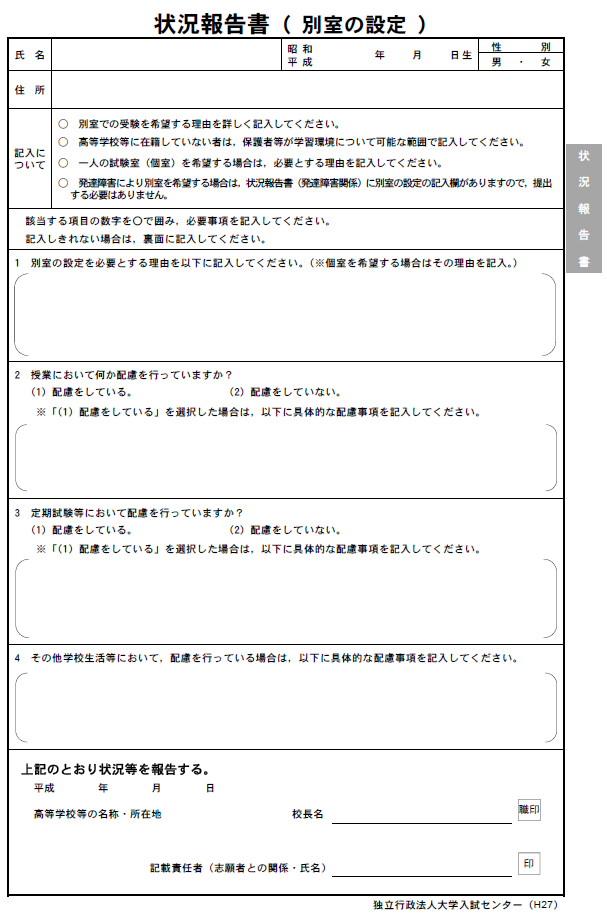 状況報告書（ 別室の設定 ）
氏 名
昭 和
平 成
年 月 日生
性 別
男 ・ 女
住 所
記入に
ついて
○ 別室での受験を希望する理由を詳しく記入してください。
○ 高等学校等に在籍していない者は，保護者等が学習環境について可能な範囲で記入してください。
○ 一人の試験室（個室）を希望する場合は，必要とする理由を記入してください。
○ 発達障害により別室を希望する場合は，状況報告書（発達障害関係）に別室の設定の記入欄がありますので，提出
する必要はありません。
状況報告書
該当する項目の数字を○で囲み，必要事項を記入してください。
記入しきれない場合は，裏面に記入してください。
1 別室の設定を必要とする理由を以下に記入してください。（※個室を希望する場合はその理由を記入。）
2 授業において何か配慮を行っていますか？
（1）配慮をしている。 （2）配慮をしていない。
※「（1）配慮をしている」を選択した場合は，以下に具体的な配慮事項を記入してください。
3 定期試験等において配慮を行っていますか？
（1）配慮をしている。 （2）配慮をしていない。
※「（1）配慮をしている」を選択した場合は，以下に具体的な配慮事項を記入してください。
4 その他学校生活等において，配慮を行っている場合は，以下に具体的な配慮事項を記入してください。
上記のとおり状況等を報告する。
平成 年 月 日
高等学校等の名称・所在地 校長名 職印
記載責任者（志願者との関係・氏名） 印
独立行政法人大学入試センター（H27）